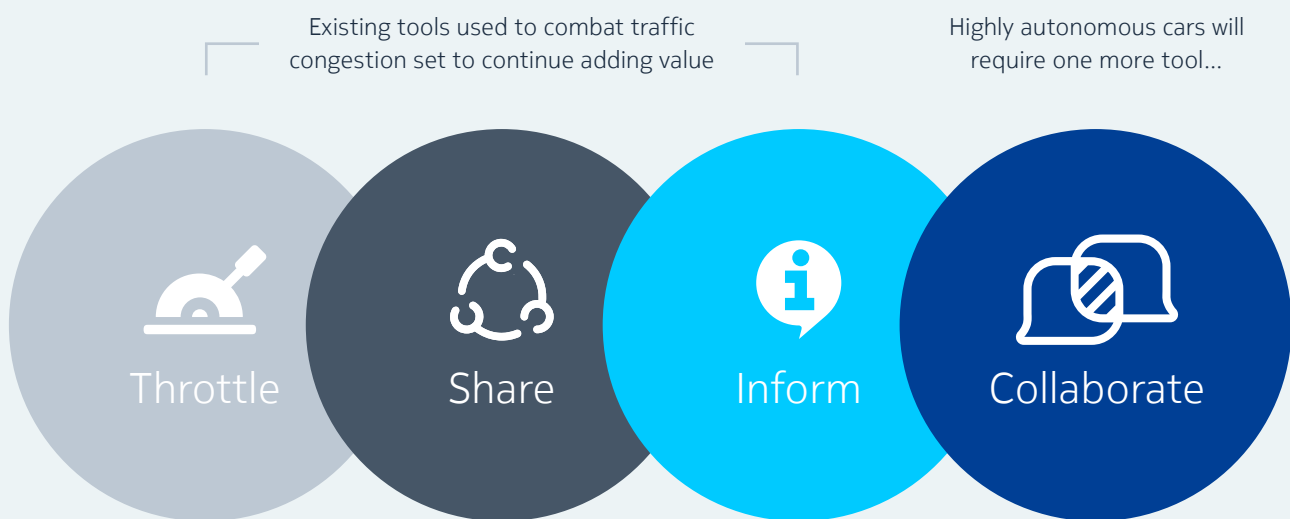 Existing tools used to combat traffic
congestion set to continue adding value
Highly autonomous cars will
require one more tool...
Throttle
Share
Inform
Collaborate